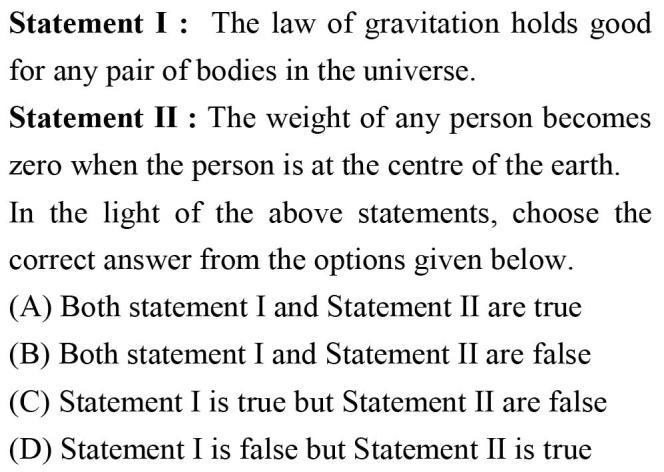 Statement I : The law of gravitation holds good
for any pair of bodies in the universe.
Statement II : The weight of any person becomes
zero when the person is at the centre of the earth.
In the light of the above statements, choose the
correct answer from the options given below.
(A) Both statement I and Statement II are true
(B) Both statement I and Statement II are false
(C) Statement I is true but Statement II are false
(D) Statement I is false but Statement II is true